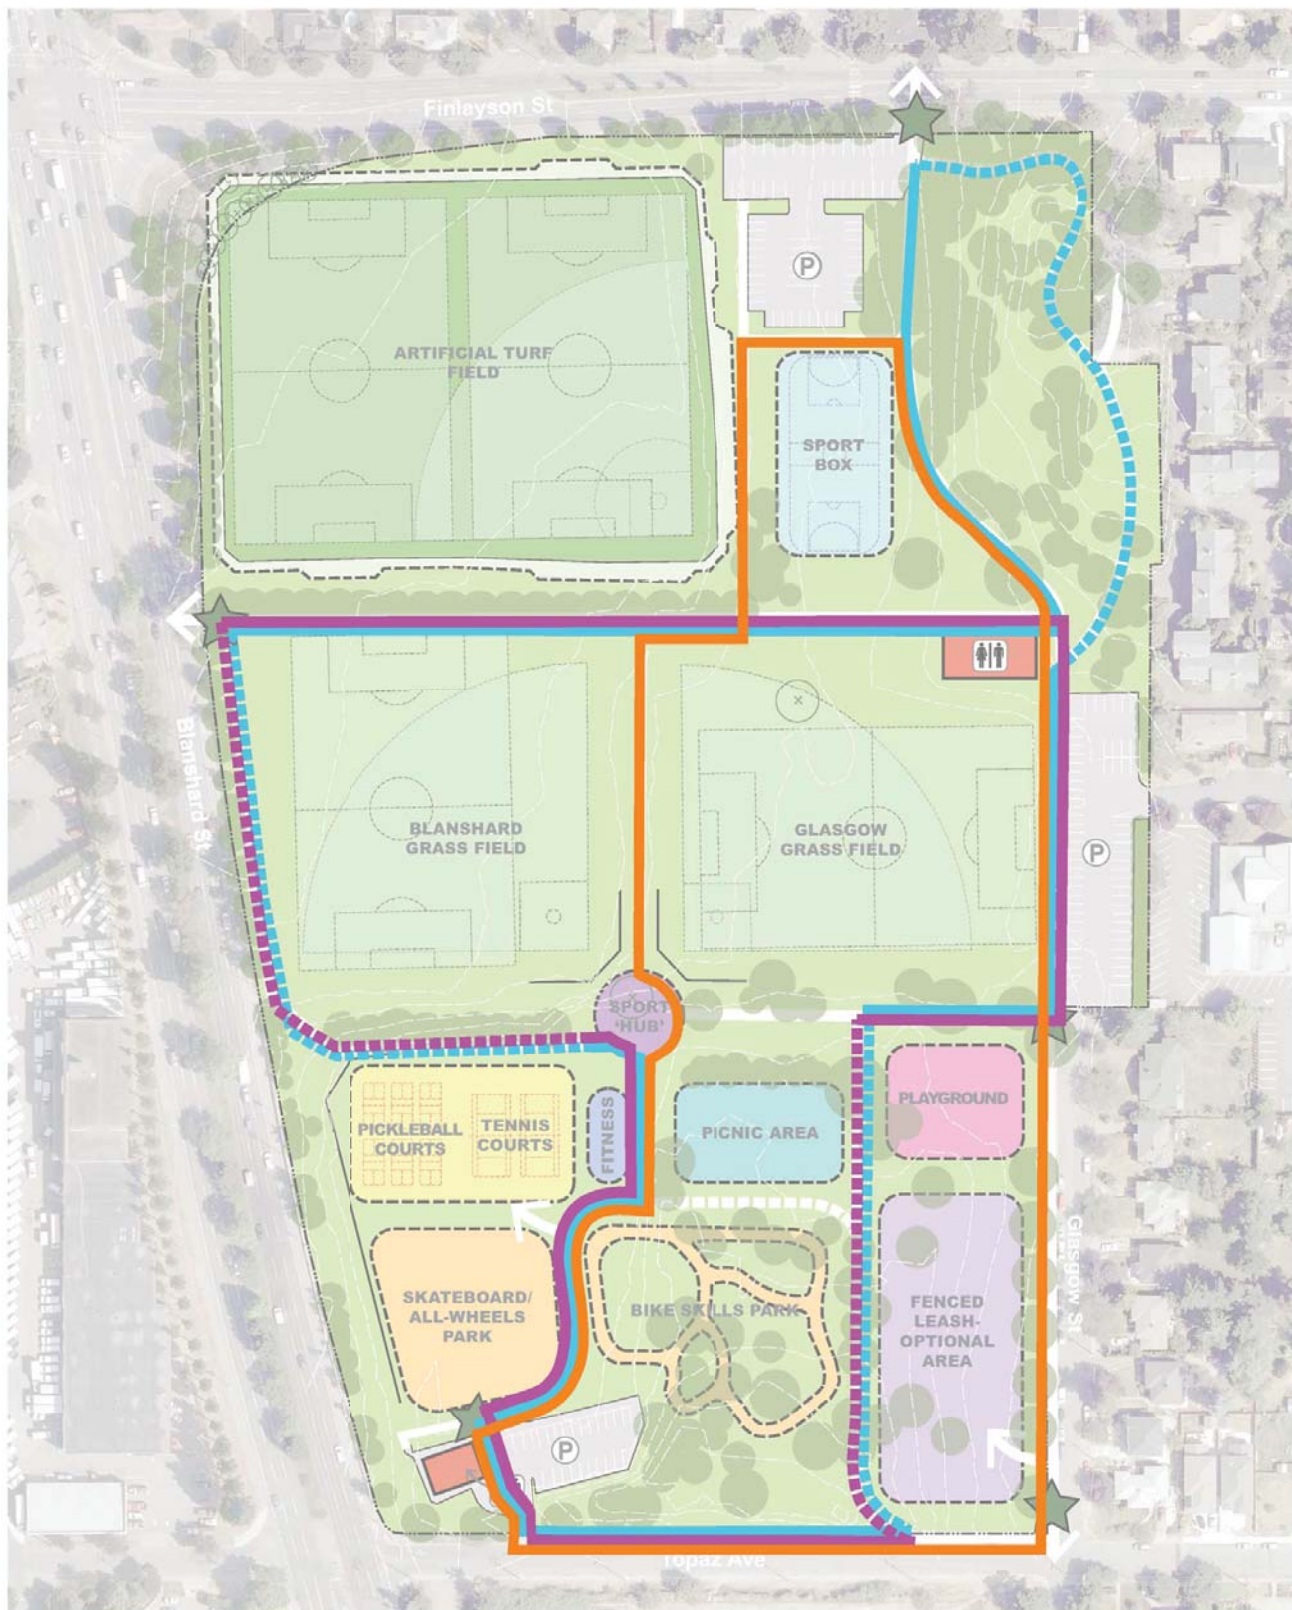 Finlayson St
P
ARTIFICIAL TURF
FIELD
SPORT
BOX
Blanshard St
BLANSHARD
GRASS FIELD
GLASGOW
GRASS FIELD
P
SPORT
'HUB'
PICKLEBALL
COURTS
TENNIS
COURTS
FITNESS
PICNIC AREA
PLAYGROUND
Glasgow St
SKATEBOARD/
ALL-WHEELS
PARK
BIKE SKILLS PARK
FENCED
LEASH-
OPTIONAL
AREA
P
Topaz Ave